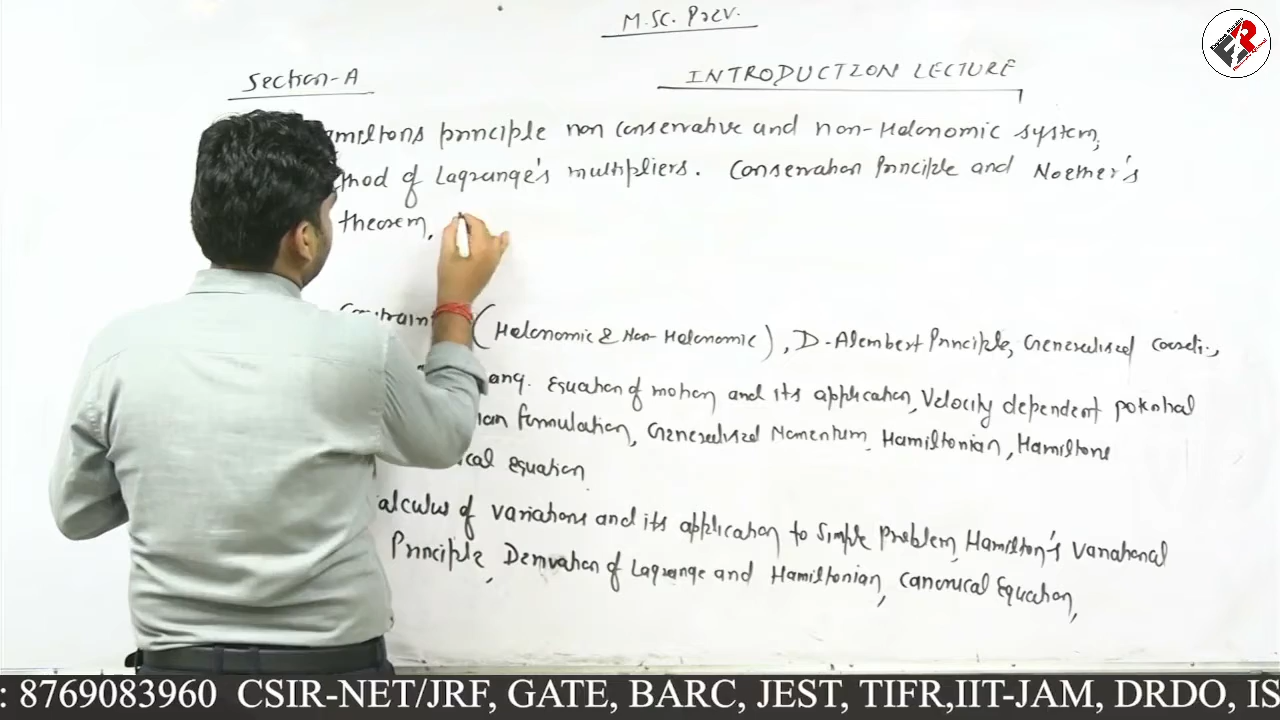 M.SC. Prev.
Section-A
INTRODUCTION LECTURE
amiltons principle non conservative and non-Holonomic system,
thod of Lagrange's multipliers. Conservation Principle and Noether's
theorem,
Constrain (Holonomic & Non-Holonomic), D-Alembert Principle, Generalised coordi.,
ang. Equation of motion and its application, Velocity dependent potential
ian formulation, Generalised Momentum, Hamiltonian, Hamiltons
ical Equation
alculus of variations and its application to Simple problem, Hamilton's Variational
Principle, Derivation of Lagrange and Hamiltonian, Canonical Equation,
: 8769083960 CSIR-NET/JRF, GATE, BARC, JEST, TIFR,IIT-JAM, DRDO, IS